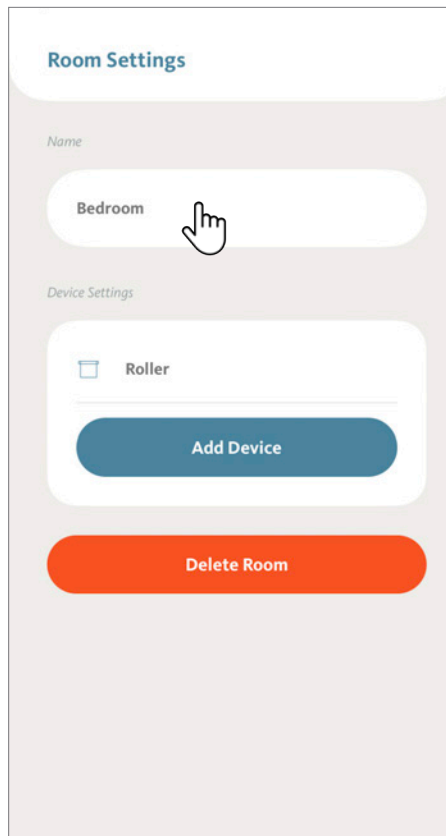 Room Settings
Name
Bedroom
Device Settings
Roller
Add Device
Delete Room